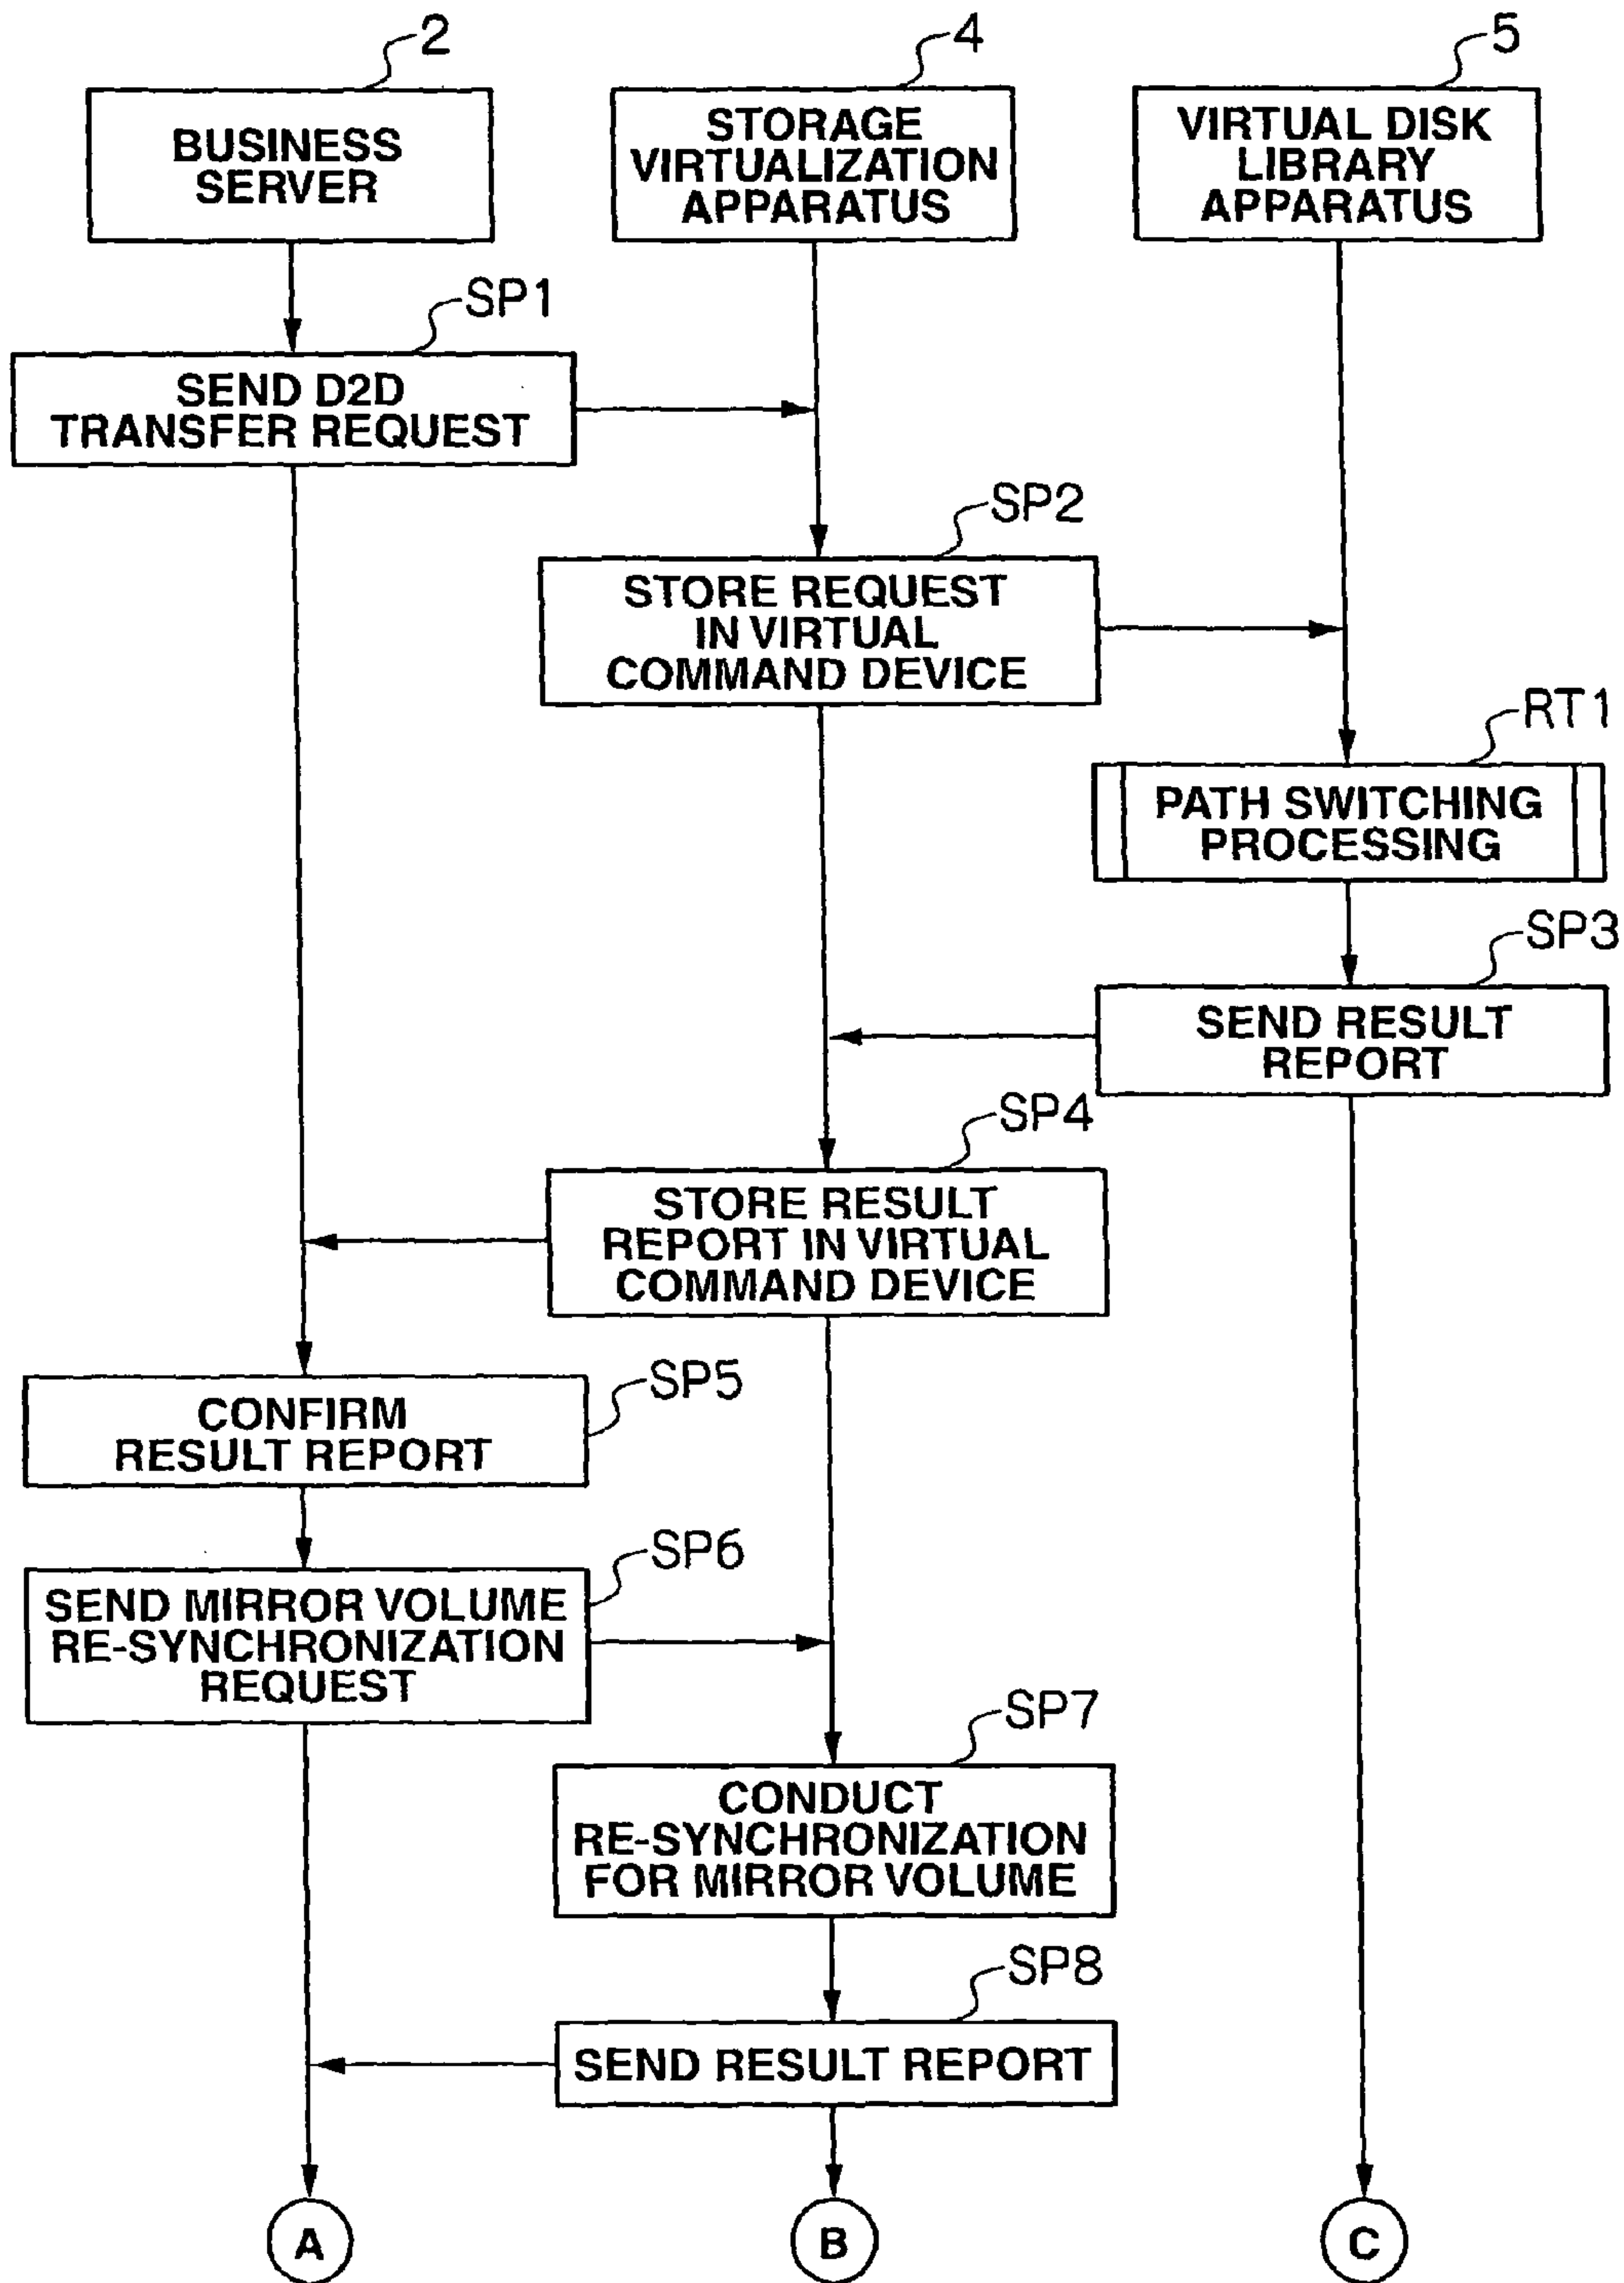 2
4
5
BUSINESS
SERVER
STORAGE
VIRTUALIZATION
APPARATUS
VIRTUAL DISK
LIBRARY
APPARATUS
SP1
SEND D2D
TRANSFER REQUEST
SP2
STORE REQUEST
IN VIRTUAL
COMMAND DEVICE
RT1
PATH SWITCHING
PROCESSING
SP3
SEND RESULT
REPORT
SP4
STORE RESULT
REPORT IN VIRTUAL
COMMAND DEVICE
SP5
CONFIRM
RESULT REPORT
SP6
SEND MIRROR VOLUME
RE-SYNCHRONIZATION
REQUEST
SP7
CONDUCT
RE-SYNCHRONIZATION
FOR MIRROR VOLUME
SP8
SEND RESULT REPORT
A
B
C